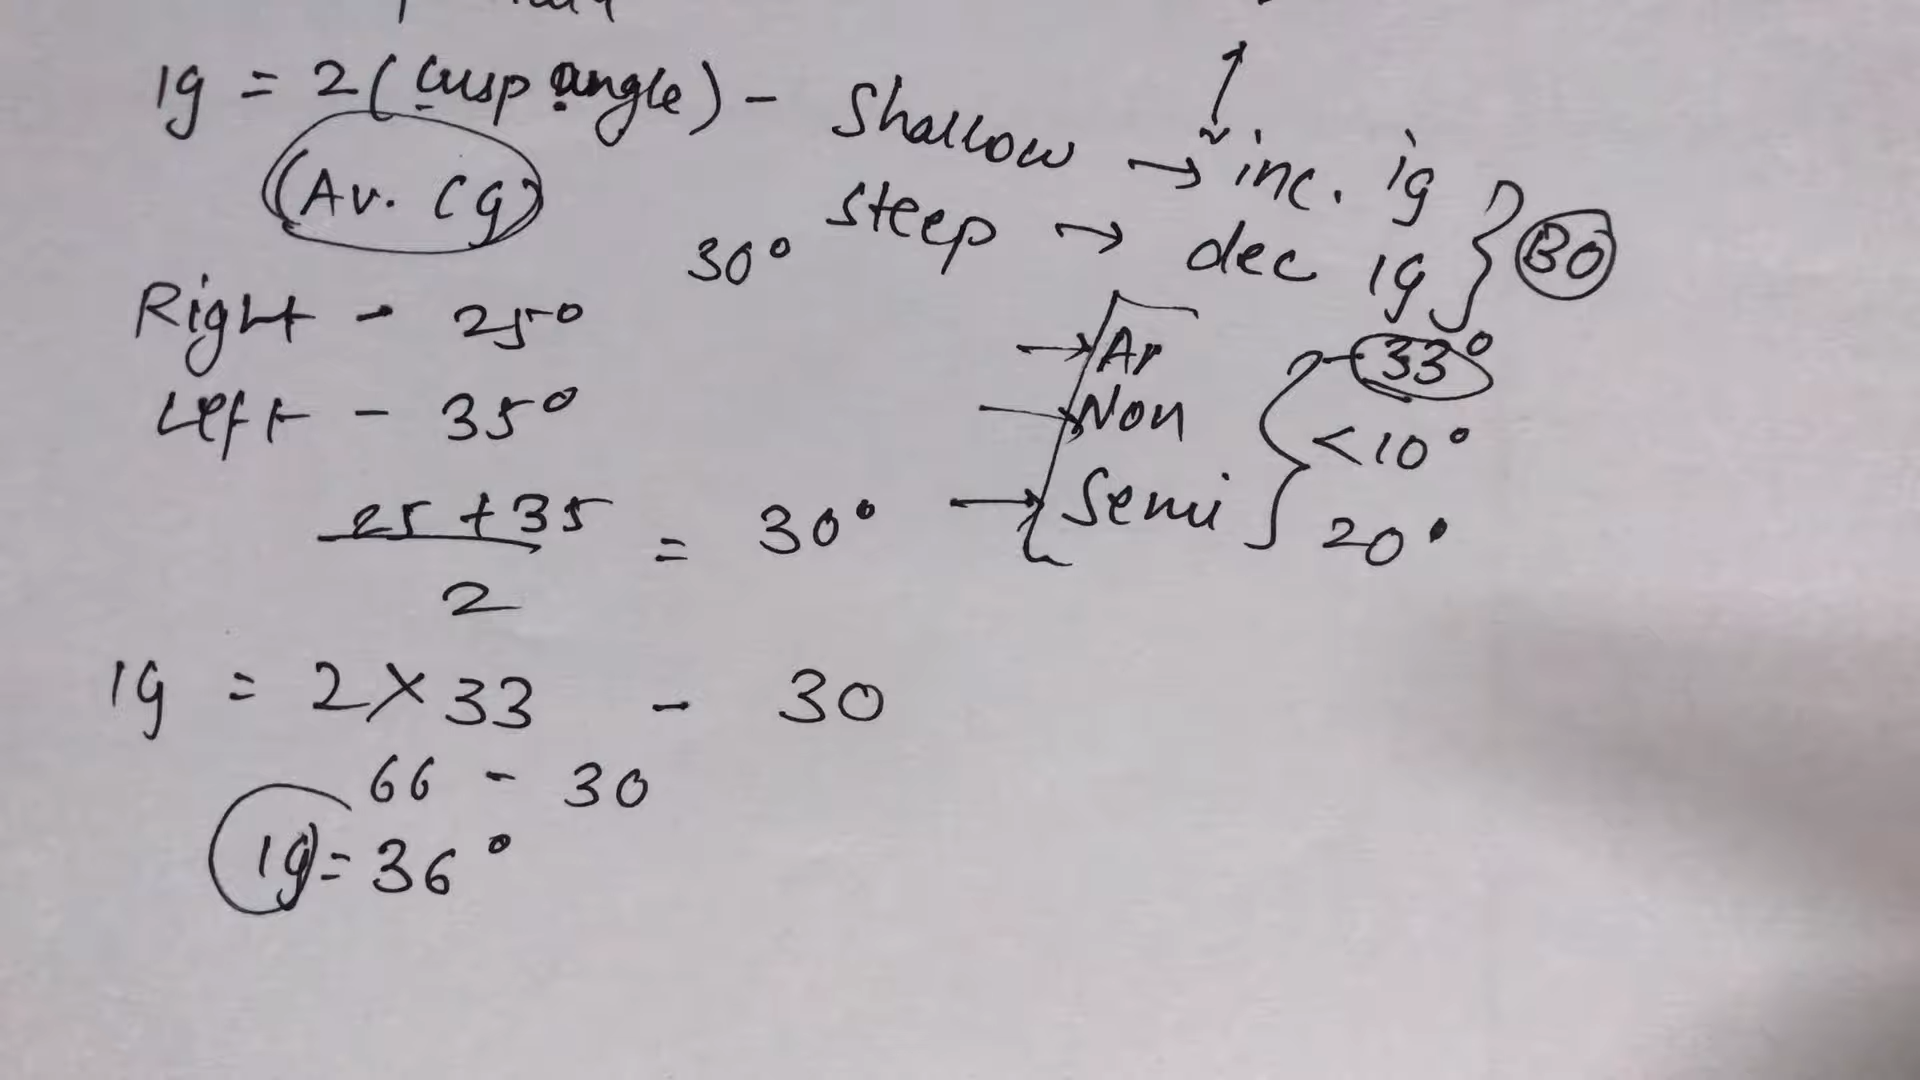 Ig = 2 (Cusp angle) -
(Av. Cg)
Shallow → inc. ig
Steep → dec Ig
BO
30°
Right - 25°
Left - 35°
Ar
Non
Semi
33°
<10°
20°
25 + 35
2
= 30°
Ig = 2 × 33 - 30
66 - 30
Ig = 36°